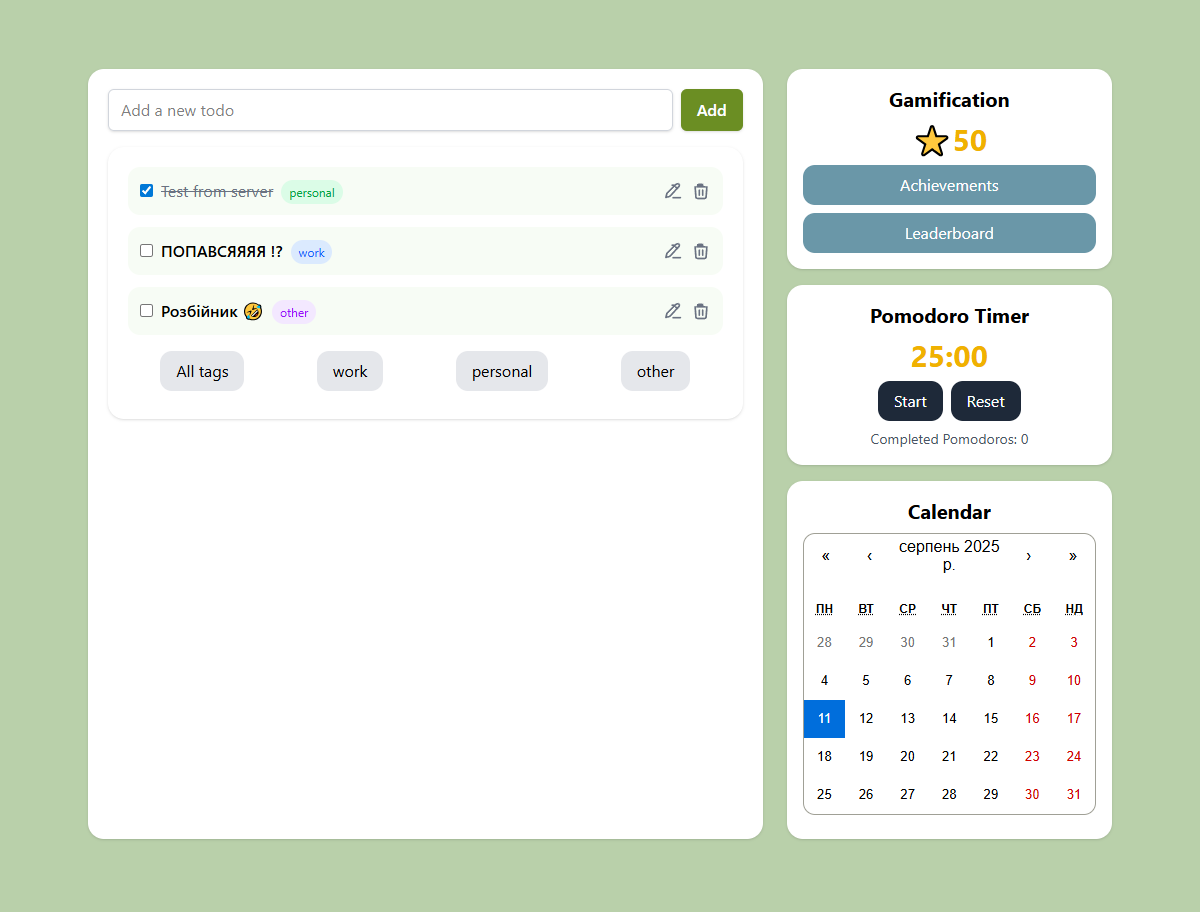 Add a new todo
Add
Test from server personal
ПОПАВСЯЯЯЯ !? work
Розбійник 🤣 other
All tags work personal other
Gamification
50
Achievements
Leaderboard
Pomodoro Timer
25:00
Start Reset
Completed Pomodoros: 0
Calendar
« ‹ серпень 2025 › »
р.
ПН ВТ СР ЧТ ПТ СБ НД
28 29 30 31 1 2 3
4 5 6 7 8 9 10
11 12 13 14 15 16 17
18 19 20 21 22 23 24
25 26 27 28 29 30 31